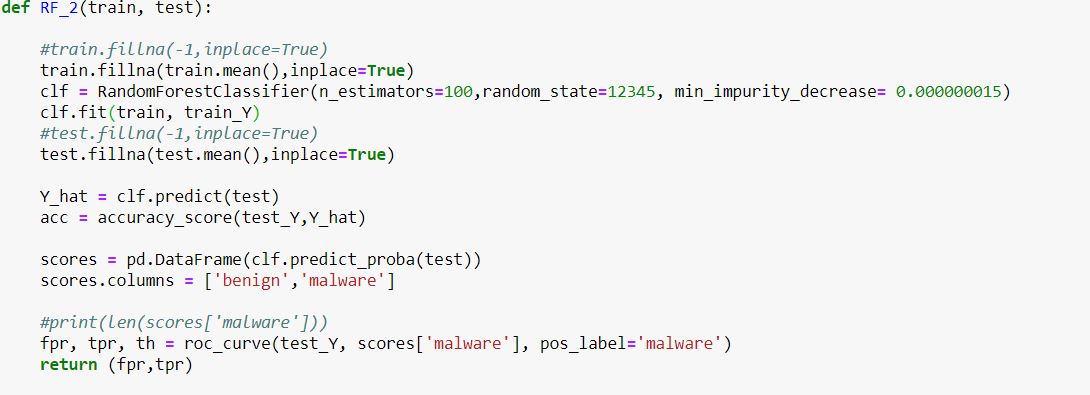 def RF_2(train, test):
#train.fillna(-1,inplace=True)
train.fillna(train.mean(),inplace=True)
clf = RandomForestClassifier(n_estimators=100,random_state=12345, min_impurity_decrease= 0.000000015)
clf.fit(train, train_Y)
#test.fillna(-1,inplace=True)
test.fillna(test.mean(),inplace=True)
Y_hat = clf.predict(test)
acc = accuracy_score(test_Y,Y_hat)
scores = pd.DataFrame(clf.predict_proba(test))
scores.columns = ['benign','malware']
#print(len(scores['malware']))
fpr, tpr, th = roc_curve(test_Y, scores['malware'], pos_label='malware')
return (fpr,tpr)